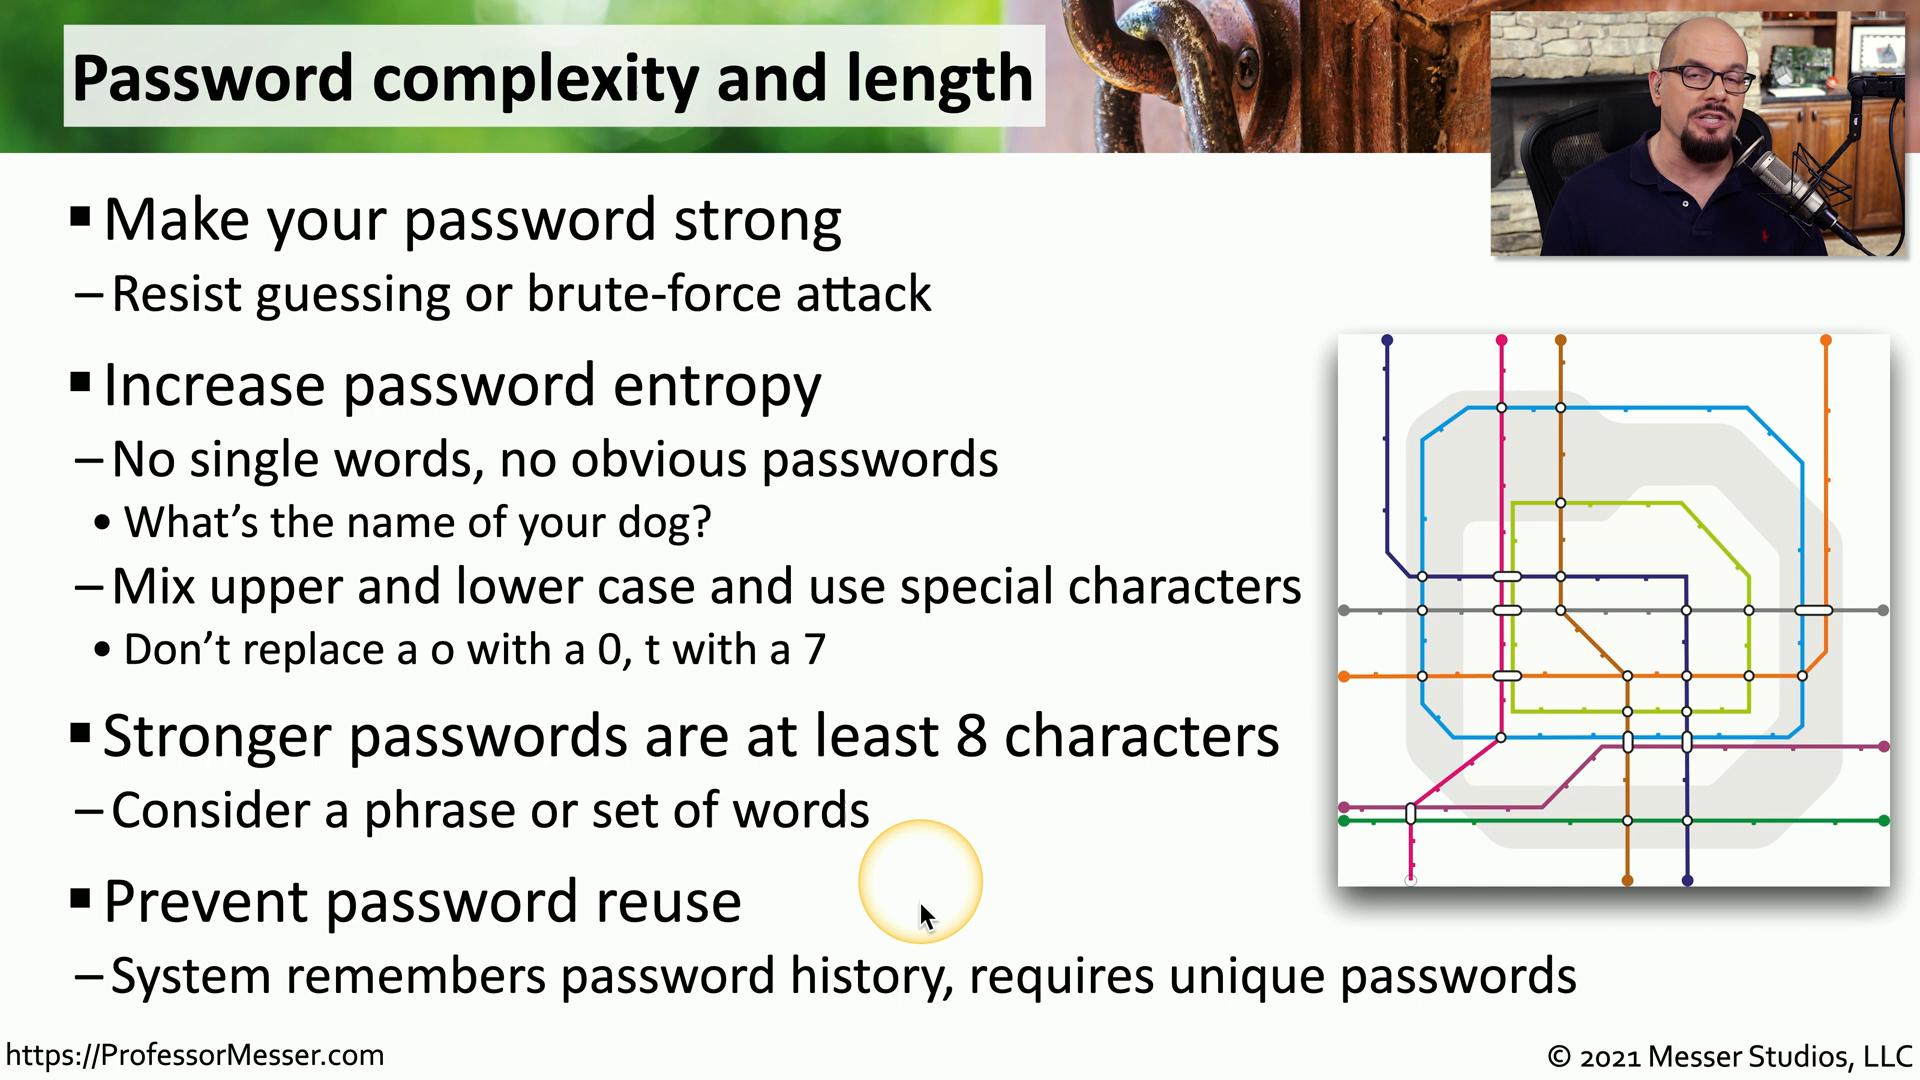 Password complexity and length
▪ Make your password strong
– Resist guessing or brute-force attack
▪ Increase password entropy
– No single words, no obvious passwords
• What’s the name of your dog?
– Mix upper and lower case and use special characters
• Don’t replace a o with a 0, t with a 7
▪ Stronger passwords are at least 8 characters
– Consider a phrase or set of words
▪ Prevent password reuse
– System remembers password history, requires unique passwords
https://ProfessorMesser.com
© 2021 Messer Studios, LLC